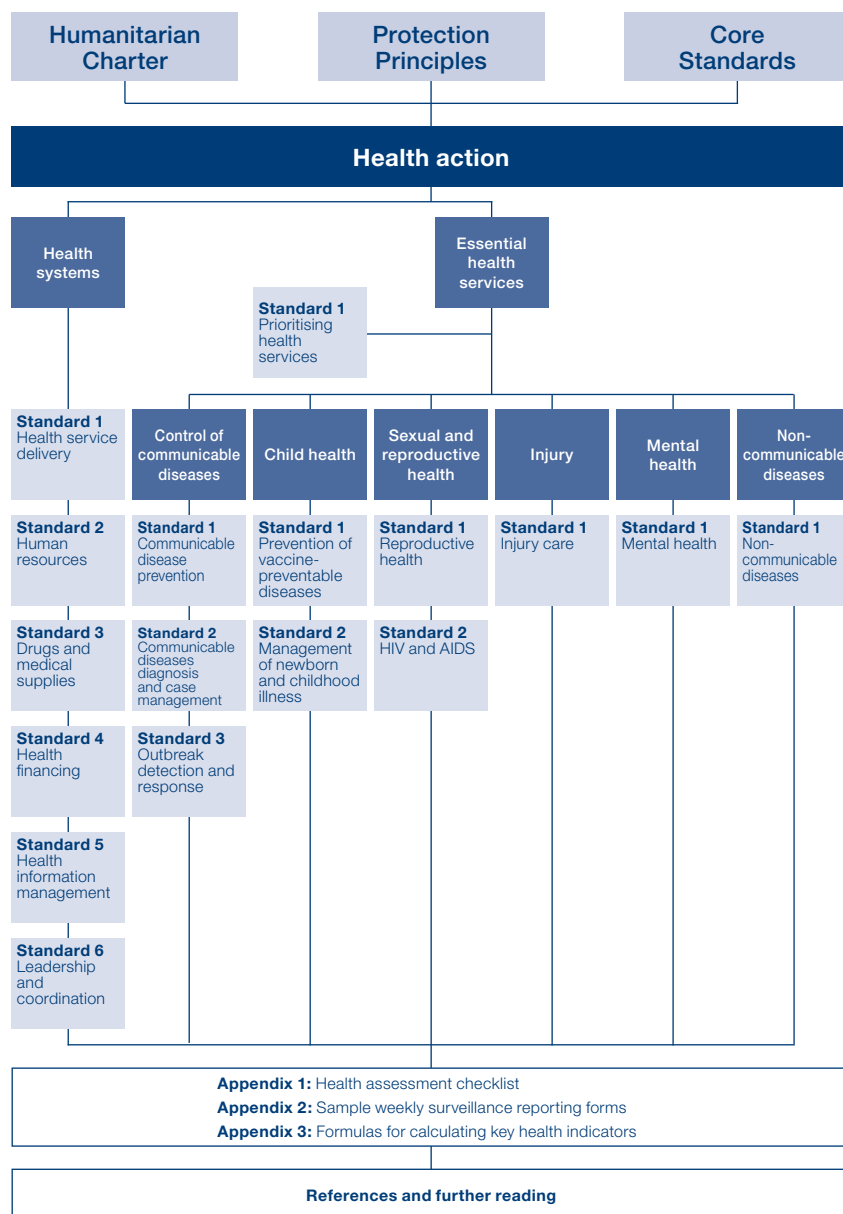 Humanitarian
Charter
Protection
Principles
Core
Standards
Health action
Health
systems
Essential
health
services
Standard 1
Prioritising
health
services
Standard 1
Health service
delivery
Control of
communicable
diseases
Child health
Sexual and
reproductive
health
Injury
Mental
health
Non-
communicable
diseases
Standard 2
Human
resources
Standard 1
Communicable
disease
prevention
Standard 1
Prevention of
vaccine-
preventable
diseases
Standard 1
Reproductive
health
Standard 1
Injury care
Standard 1
Mental health
Standard 1
Non-
communicable
diseases
Standard 3
Drugs and
medical
supplies
Standard 2
Communicable
diseases
diagnosis
and case
management
Standard 2
Management
of newborn
and childhood
illness
Standard 2
HIV and AIDS
Standard 4
Health
financing
Standard 3
Outbreak
detection and
response
Standard 5
Health
information
management
Standard 6
Leadership
and
coordination
Appendix 1: Health assessment checklist
Appendix 2: Sample weekly surveillance reporting forms
Appendix 3: Formulas for calculating key health indicators
References and further reading